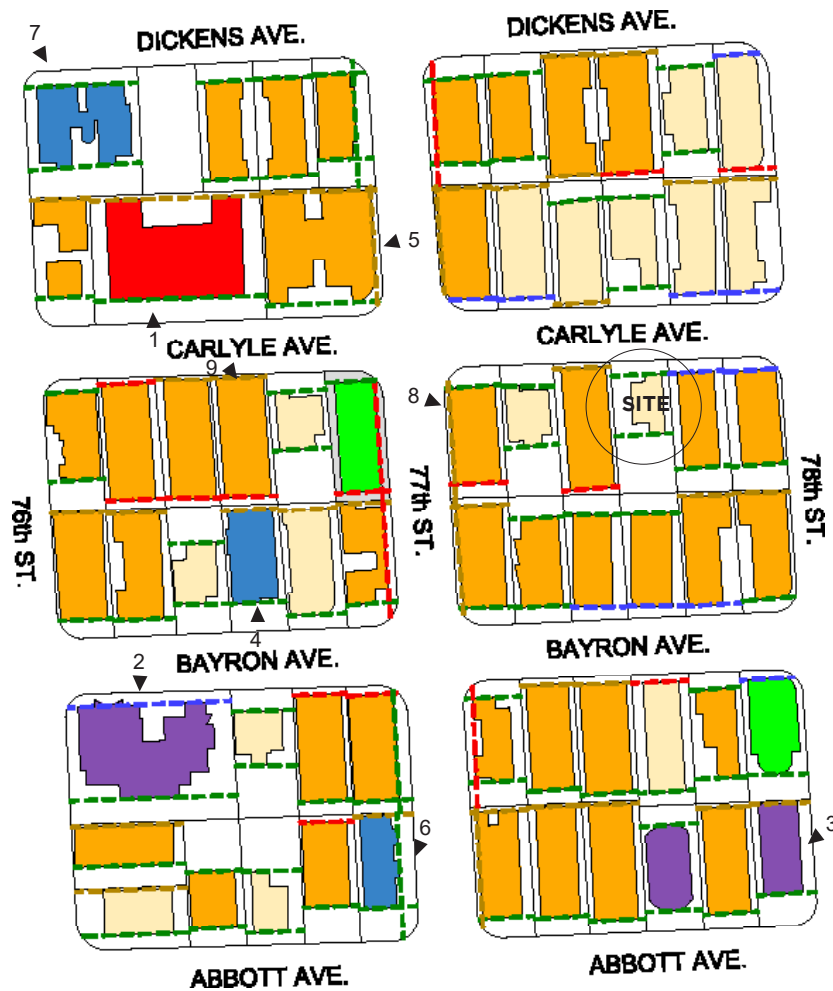 7
DICKENS AVE.
5
1
CARLYLE AVE.
9
8
SITE
76th ST.
77th ST.
78th ST.
4
BAYRON AVE.
BAYRON AVE.
2
6
3
ABBOTT AVE.
ABBOTT AVE.
DICKENS AVE.
CARLYLE AVE.